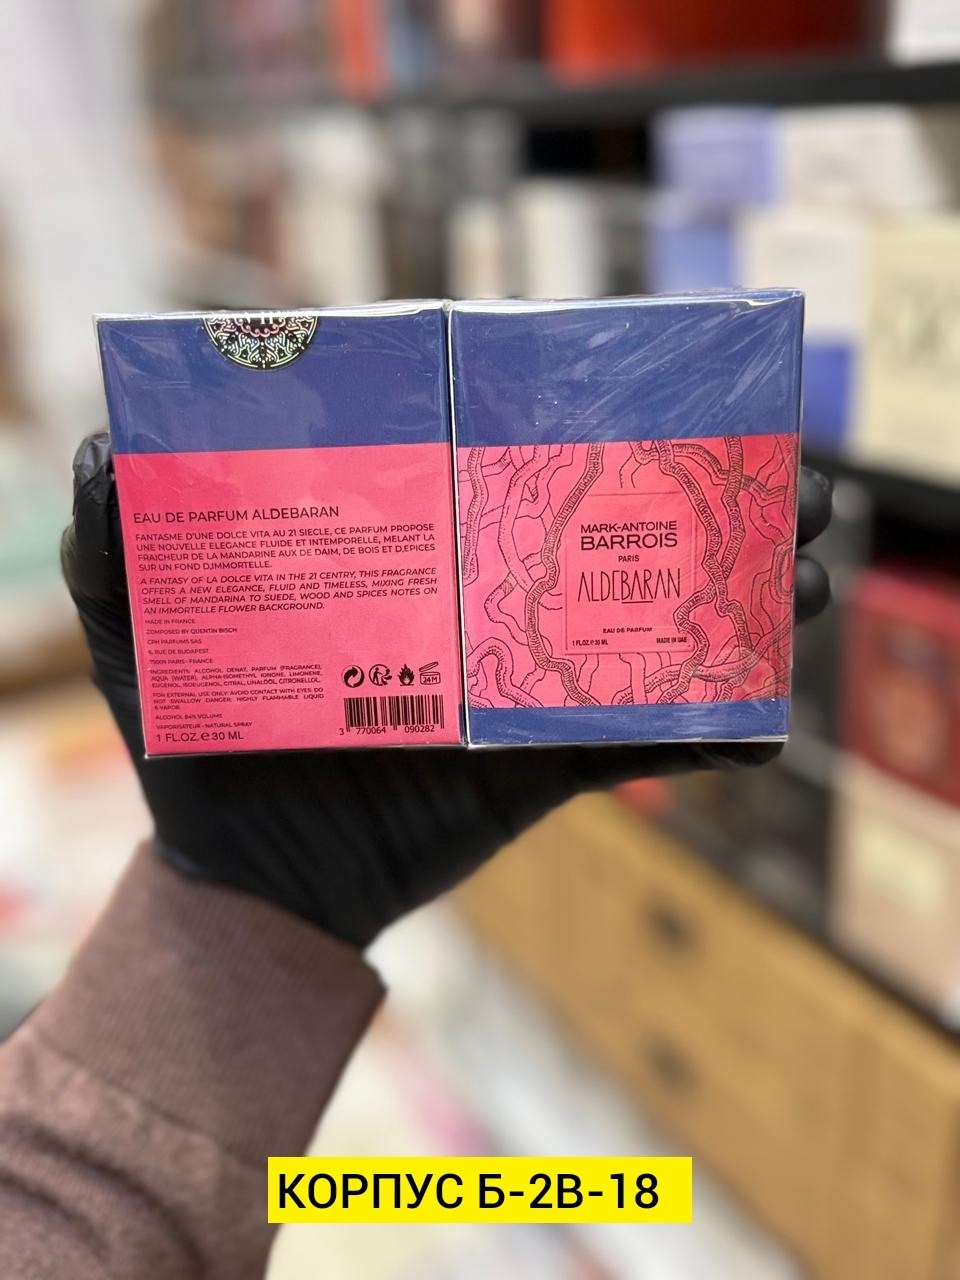 EAU DE PARFUM ALDEBARAN
FANTASME D'UNE DOLCE VITA AU 21 SIECLE, CE PARFUM PROPOSE
UNE NOUVELLE ELEGANCE FLUIDE ET INTEMPORELLE, MELANT LA
FRAICHEUR DE LA MANDARINE AUX DE DAIM, DE BOIS ET D,EPICES
SUR UN FOND D,IMMORTELLE.
A FANTASY OF LA DOLCE VITA IN THE 21 CENTRY, THIS FRAGRANCE
OFFERS A NEW ELEGANCE, FLUID AND TIMELESS, MIXING FRESH
SMELL OF MANDARINA TO SUEDE, WOOD AND SPICES NOTES ON
AN IMMORTELLE FLOWER BACKGROUND.
MADE IN FRANCE
COMPOSED BY QUENTIN BISCH
CPH PARFUMS SAS
6, RUE DE BUDAPEST
75009 PARIS - FRANCE
INGREDIENTS: ALCOHOL DENAT, PARFUM (FRAGRANCE),
AQUA (WATER), ALPHA-ISOMETHYL IONGNE, LIMONENE,
EUGENOL, ISOEUGENOL, CITRAL, LINALOOL, CITRONELLOL.
FOR EXTERNAL USE ONLY: AVOID CONTACT WITH EYES DO
NOT SWALLOW DANGER: HIGHLY FLAMMABLE LIQUID
& VAPOR.
ALCOHOL 84% VOLUME
VAPORISATEUR - NATURAL SPRAY
1 FL.OZ. e 30 ML
24M
3 770064 090282
MARK-ANTOINE
BARROIS
PARIS
ALDEBARAN
EAU DE PARFUM
1 FL.OZ. e 30 ML MADE IN UAE
КОРПУС Б-2В-18